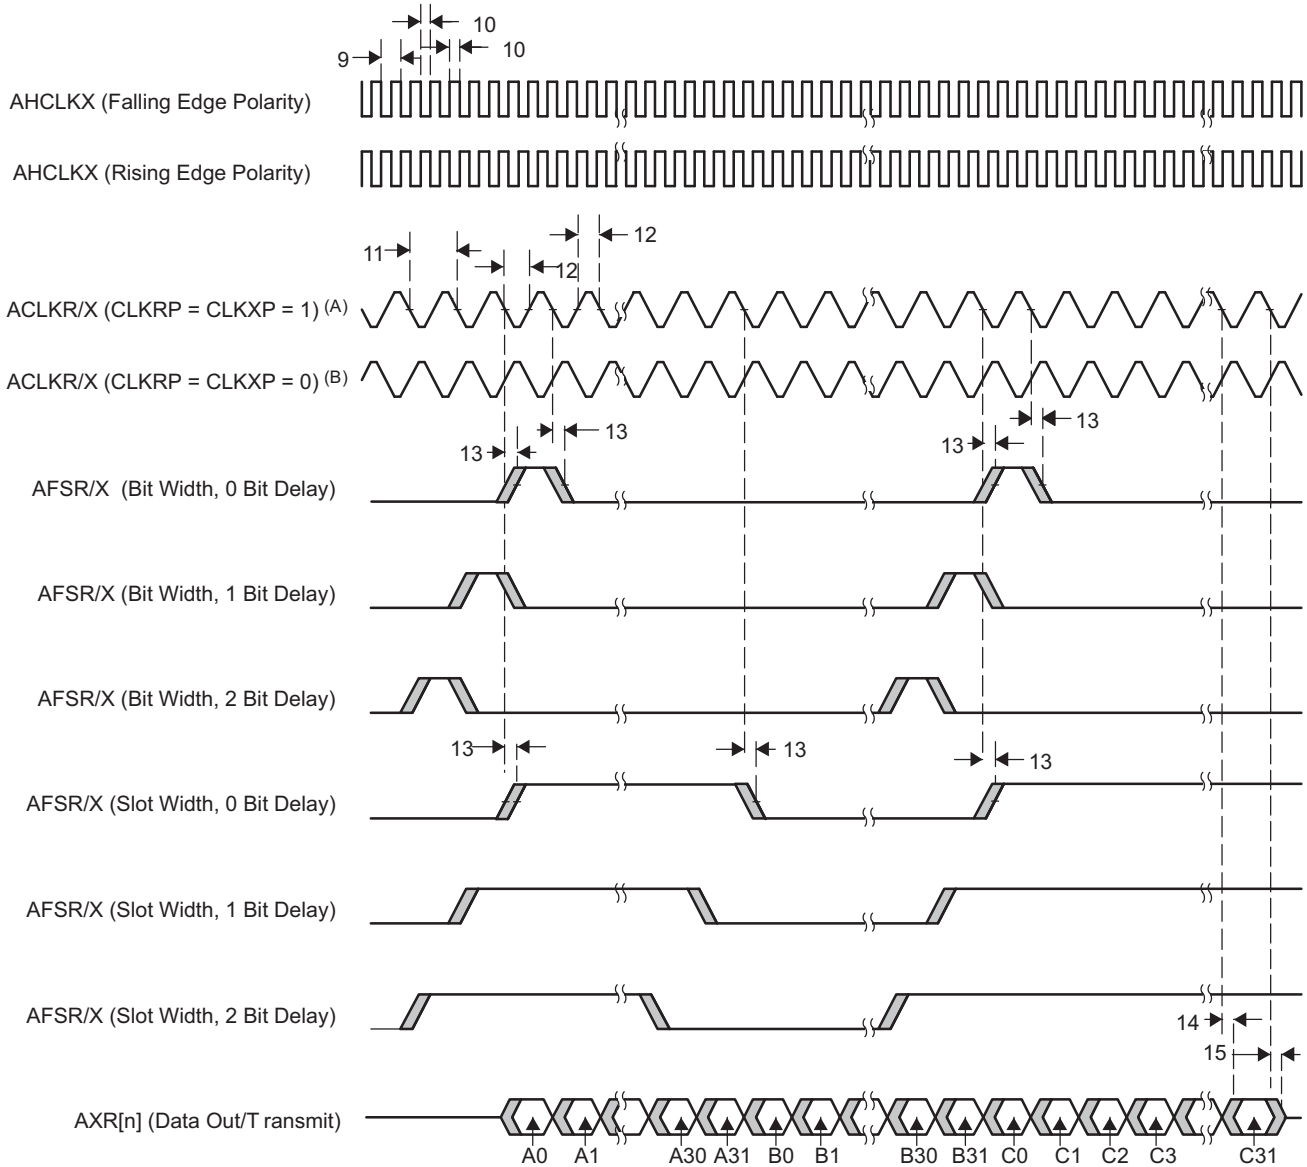 10
9
10
AHCLKX (Falling Edge Polarity)
AHCLKX (Rising Edge Polarity)
12
11
12
ACLKR/X (CLKRP = CLKXP = 1) (A)
ACLKR/X (CLKRP = CLKXP = 0) (B)
13
13
13
13
AFSR/X (Bit Width, 0 Bit Delay)
AFSR/X (Bit Width, 1 Bit Delay)
AFSR/X (Bit Width, 2 Bit Delay)
13
13
13
AFSR/X (Slot Width, 0 Bit Delay)
AFSR/X (Slot Width, 1 Bit Delay)
AFSR/X (Slot Width, 2 Bit Delay)
14
15
AXR[n] (Data Out/T ransmit)
A0 A1 A30 A31 B0 B1 B30 B31 C0 C1 C2 C3 C31